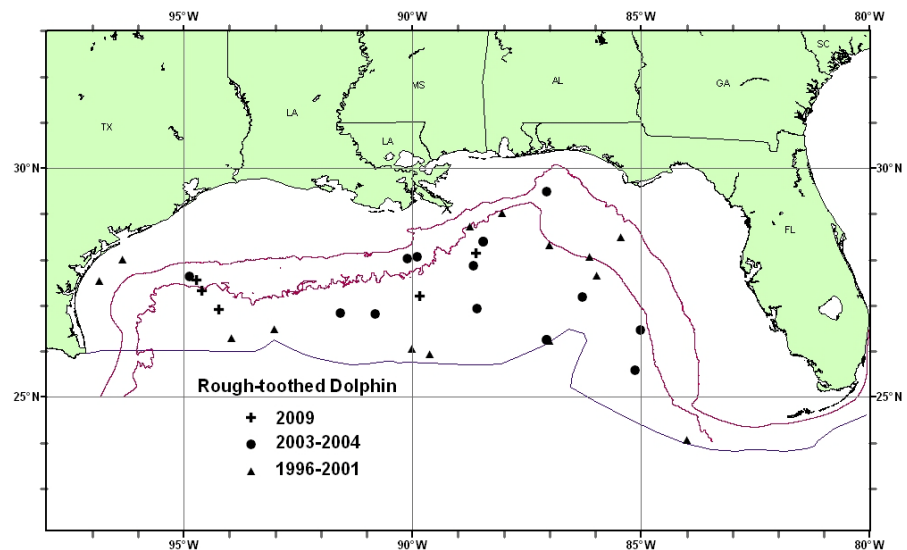 95°W 90°W 85°W 80°W
SC
MS AL GA
TX LA
LA
30°N 30°N
FL
25°N 25°N
Rough-toothed Dolphin
2009
2003-2004
1996-2001
95°W 90°W 85°W 80°W